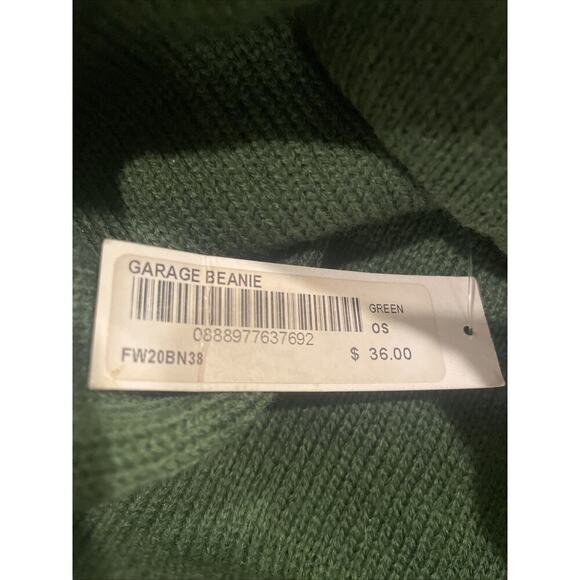 GARAGE BEANIE
GREEN
OS
0888977637692
FW20BN38
$ 36.00